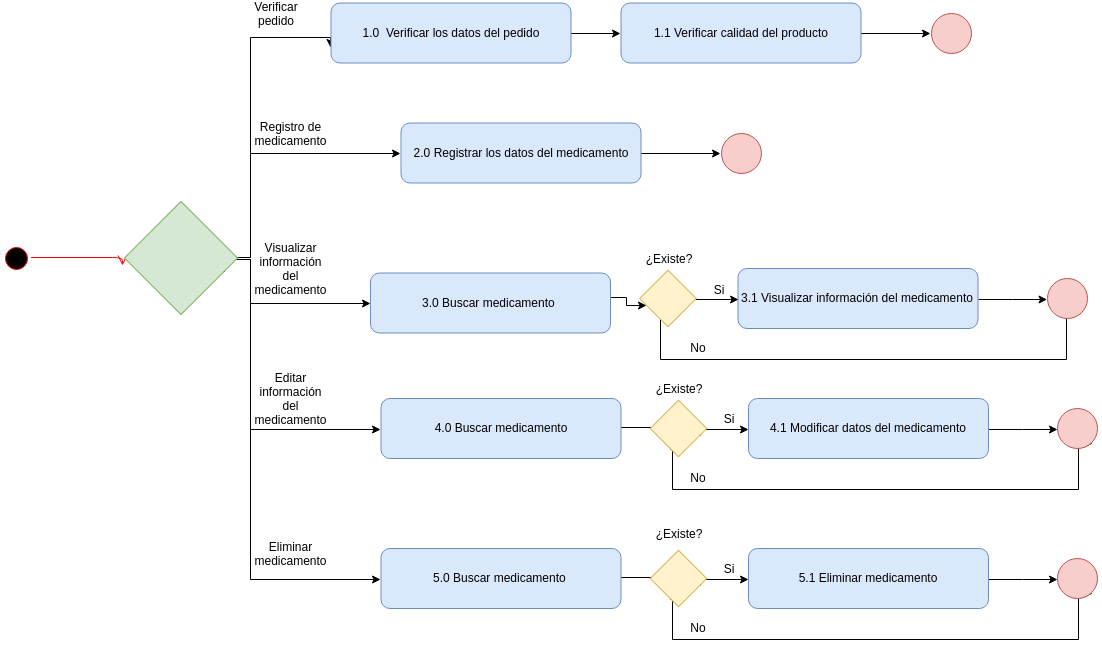 Verificar
pedido
1.0  Verificar los datos del pedido
1.1 Verificar calidad del producto
Registro de
medicamento
2.0 Registrar los datos del medicamento
Visualizar
información
del
medicamento
3.0 Buscar medicamento
¿Existe?
Si
3.1 Visualizar información del medicamento
No
Editar
información
del
medicamento
4.0 Buscar medicamento
¿Existe?
Si
4.1 Modificar datos del medicamento
No
Eliminar
medicamento
5.0 Buscar medicamento
¿Existe?
Si
5.1 Eliminar medicamento
No